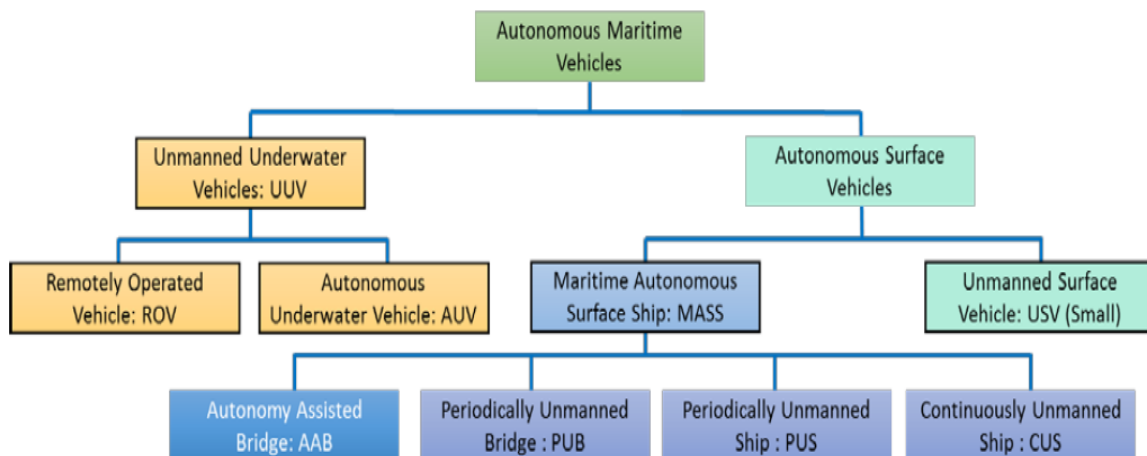 Autonomous Maritime
Vehicles
Unmanned Underwater
Vehicles: UUV
Autonomous Surface
Vehicles
Remotely Operated
Vehicle: ROV
Autonomous
Underwater Vehicle: AUV
Maritime Autonomous
Surface Ship: MASS
Unmanned Surface
Vehicle: USV (Small)
Autonomy Assisted
Bridge: AAB
Periodically Unmanned
Bridge : PUB
Periodically Unmanned
Ship : PUS
Continuously Unmanned
Ship : CUS